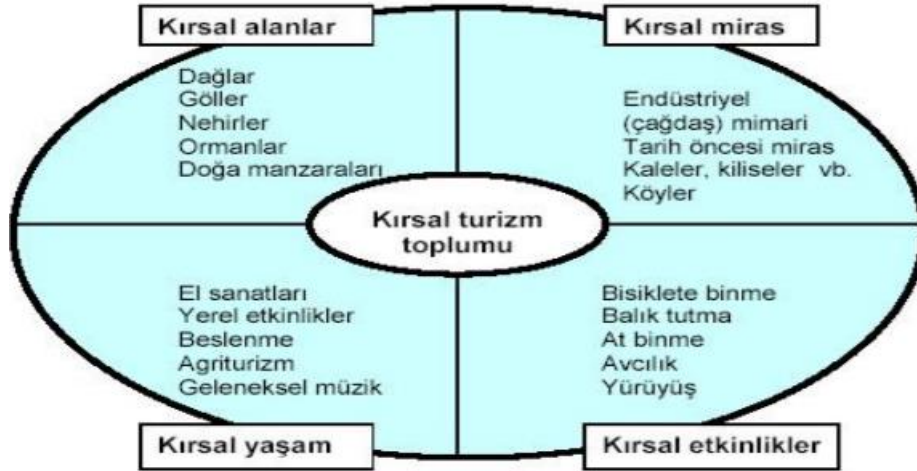 Kırsal alanlar
Dağlar
Göller
Nehirler
Ormanlar
Doğa manzaraları
Kırsal miras
Endüstriyel
(çağdaş) mimari
Tarih öncesi miras
Kaleler, kiliseler vb.
Köyler
Kırsal turizm
toplumu
El sanatları
Yerel etkinlikler
Beslenme
Agriturizm
Geleneksel müzik
Kırsal yaşam
Bisiklete binme
Balık tutma
At binme
Avcılık
Yürüyüş
Kırsal etkinlikler